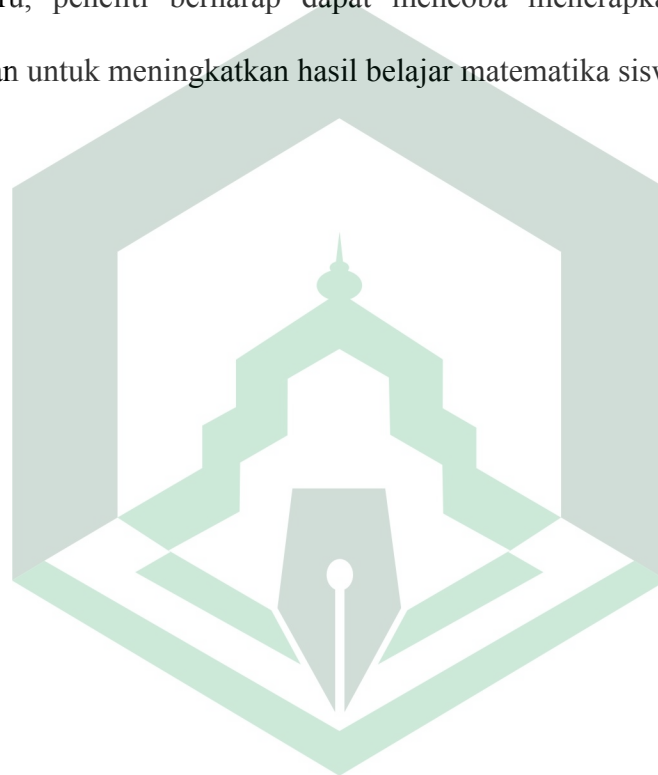 ru, peneliti berharap dapat mencoba menerapka
an untuk meningkatkan hasil belajar matematika sisw